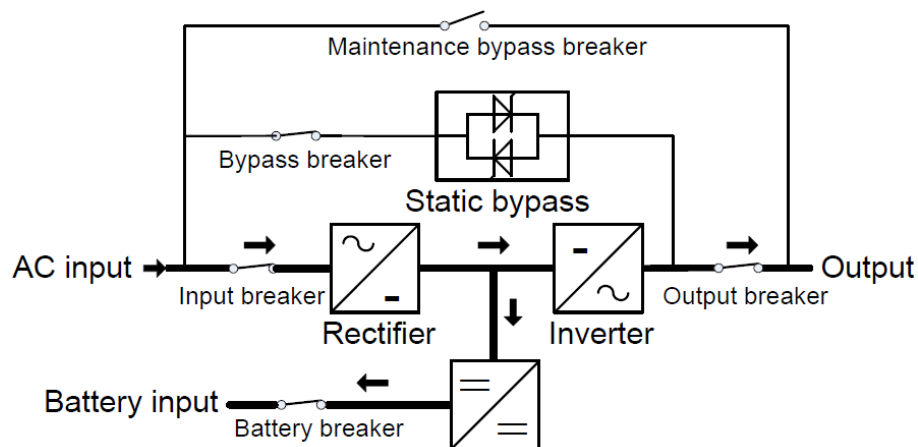 Maintenance bypass breaker
Bypass breaker
Static bypass
AC input
Input breaker
Rectifier
Inverter
Output breaker
Output
Battery input
Battery breaker